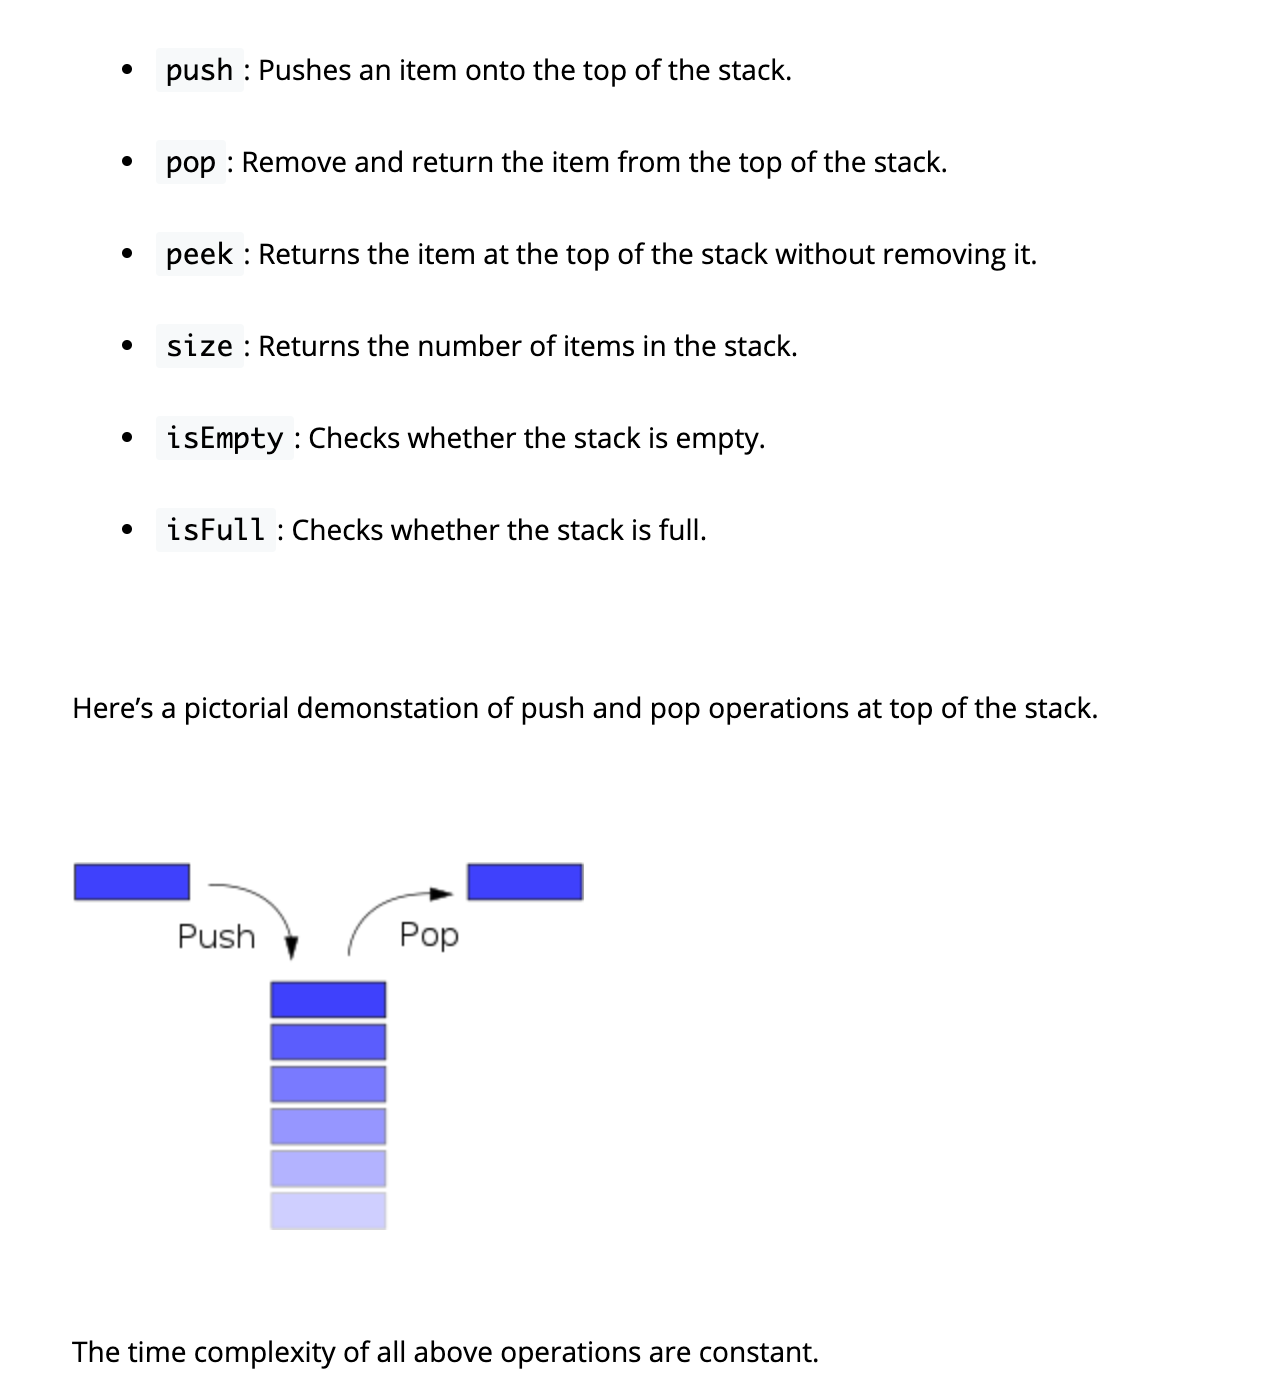 push : Pushes an item onto the top of the stack.
pop : Remove and return the item from the top of the stack.
peek : Returns the item at the top of the stack without removing it.
size : Returns the number of items in the stack.
isEmpty : Checks whether the stack is empty.
isFull : Checks whether the stack is full.
Here’s a pictorial demonstation of push and pop operations at top of the stack.
Push
Pop
The time complexity of all above operations are constant.